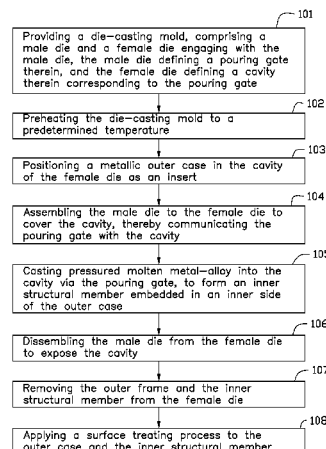 101
Providing a die-casting mold, comprising a
male die and a female die engaging with the
male die, the male die defining a pouring gate
therein, and the female die defining a cavity
therein corresponding to the pouring gate
102
Preheating the die-casting mold to a
predetermined temperature
103
Positioning a metallic outer case in the cavity
of the female die as an insert
104
Assembling the male die to the female die to
cover the cavity, thereby communicating the
pouring gate with the cavity
105
Casting pressured molten metal-alloy into the
cavity via the pouring gate, to form an inner
structural member embedded in an inner side
of the outer case
106
Dissembling the male die from the female die
to expose the cavity
107
Removing the outer frame and the inner
structural member from the female die
108
Applying a surface treating process to the
outer case and the inner structural member